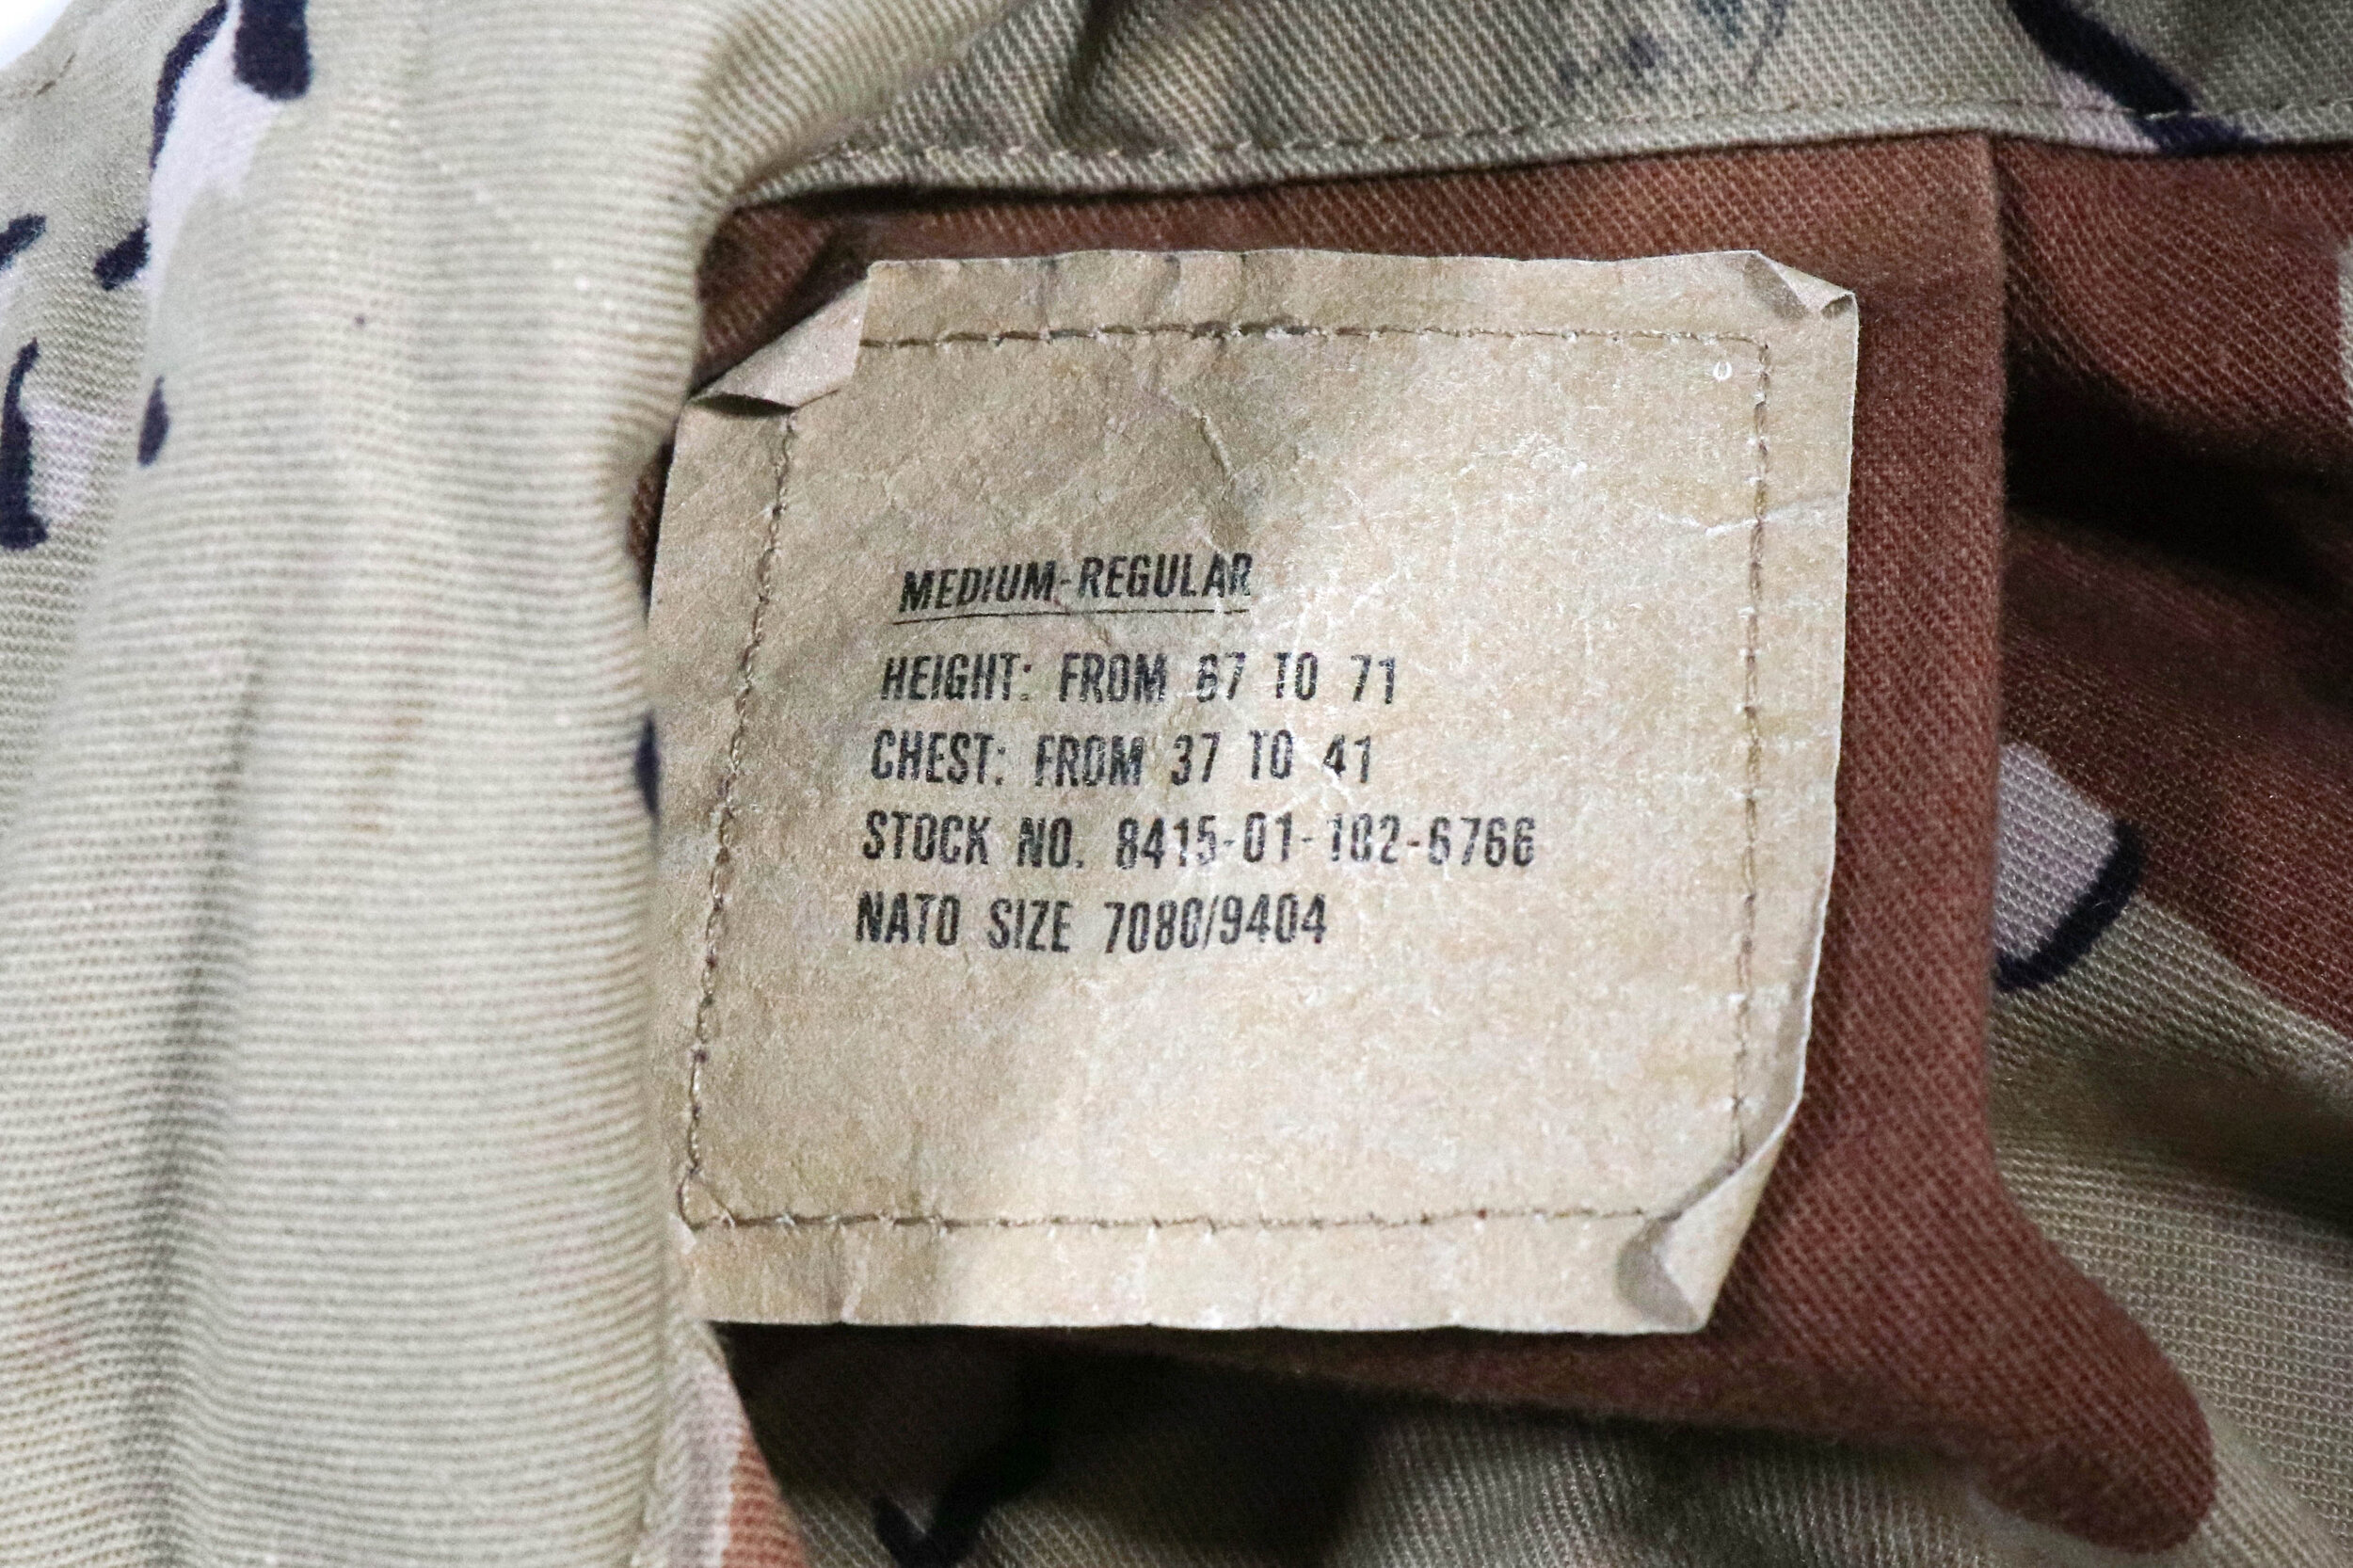 MEDIUM-REGULAR
HEIGHT: FROM 67 TO 71
CHEST: FROM 37 TO 41
STOCK NO. 8415-01-102-6766
NATO SIZE 7080/9404